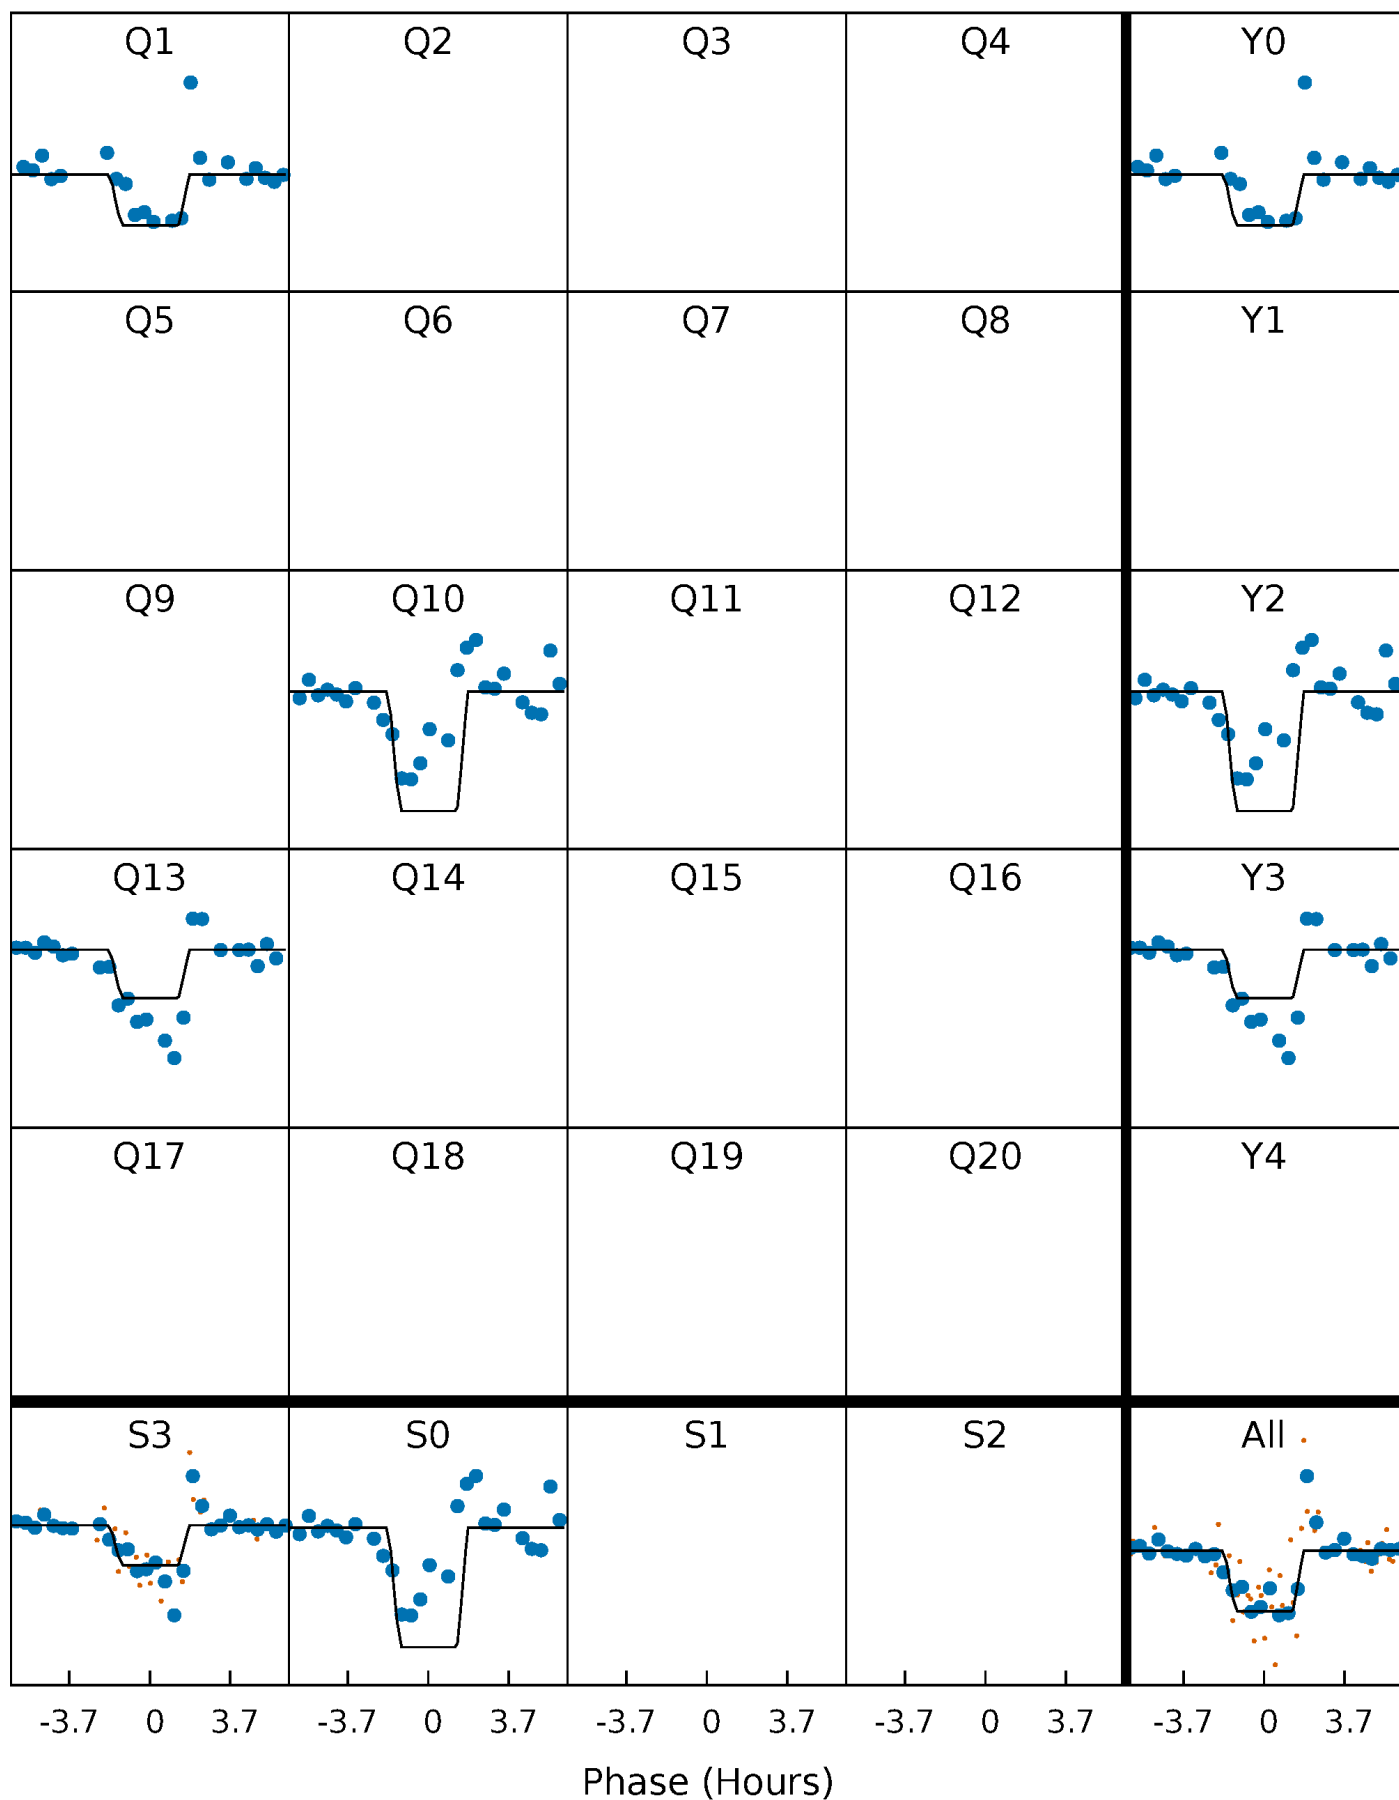 Q1 Q2 Q3 Q4 Y0
Q5 Q6 Q7 Q8 Y1
Q9 Q10 Q11 Q12 Y2
Q13 Q14 Q15 Q16 Y3
Q17 Q18 Q19 Q20 Y4
S3 S0 S1 S2 All
-3.7 0 3.7 -3.7 0 3.7 -3.7 0 3.7 -3.7 0 3.7 -3.7 0 3.7
Phase (Hours)